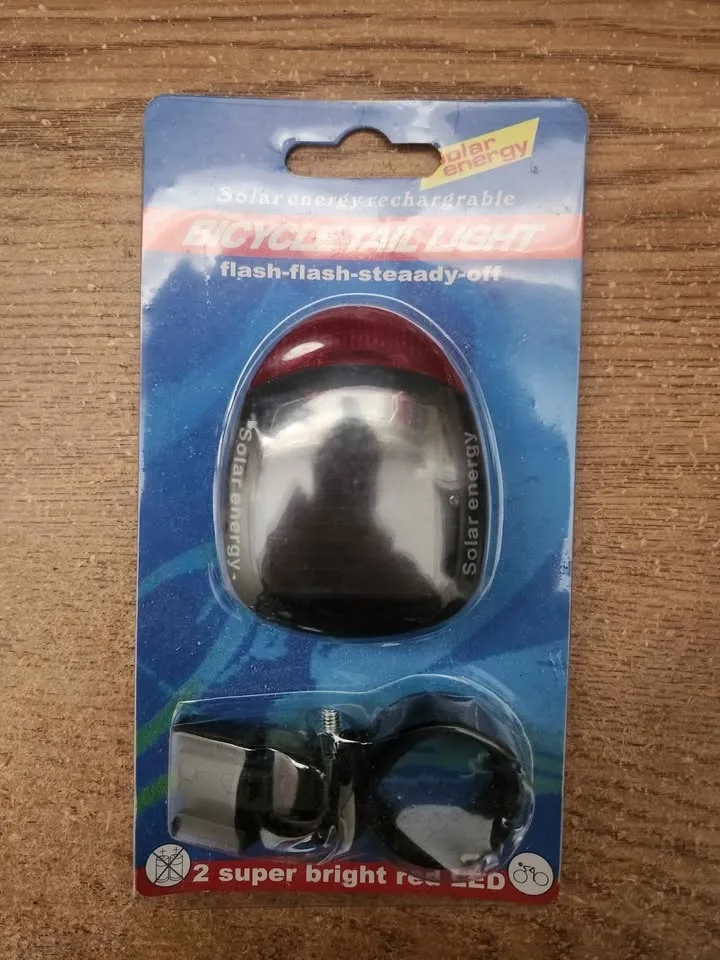 solar
energy
Solar energy rechargrable
BICYCLE TAIL LIGHT
flash-flash-steaady-off
Solar energy
Solar energy
2 super bright red LED